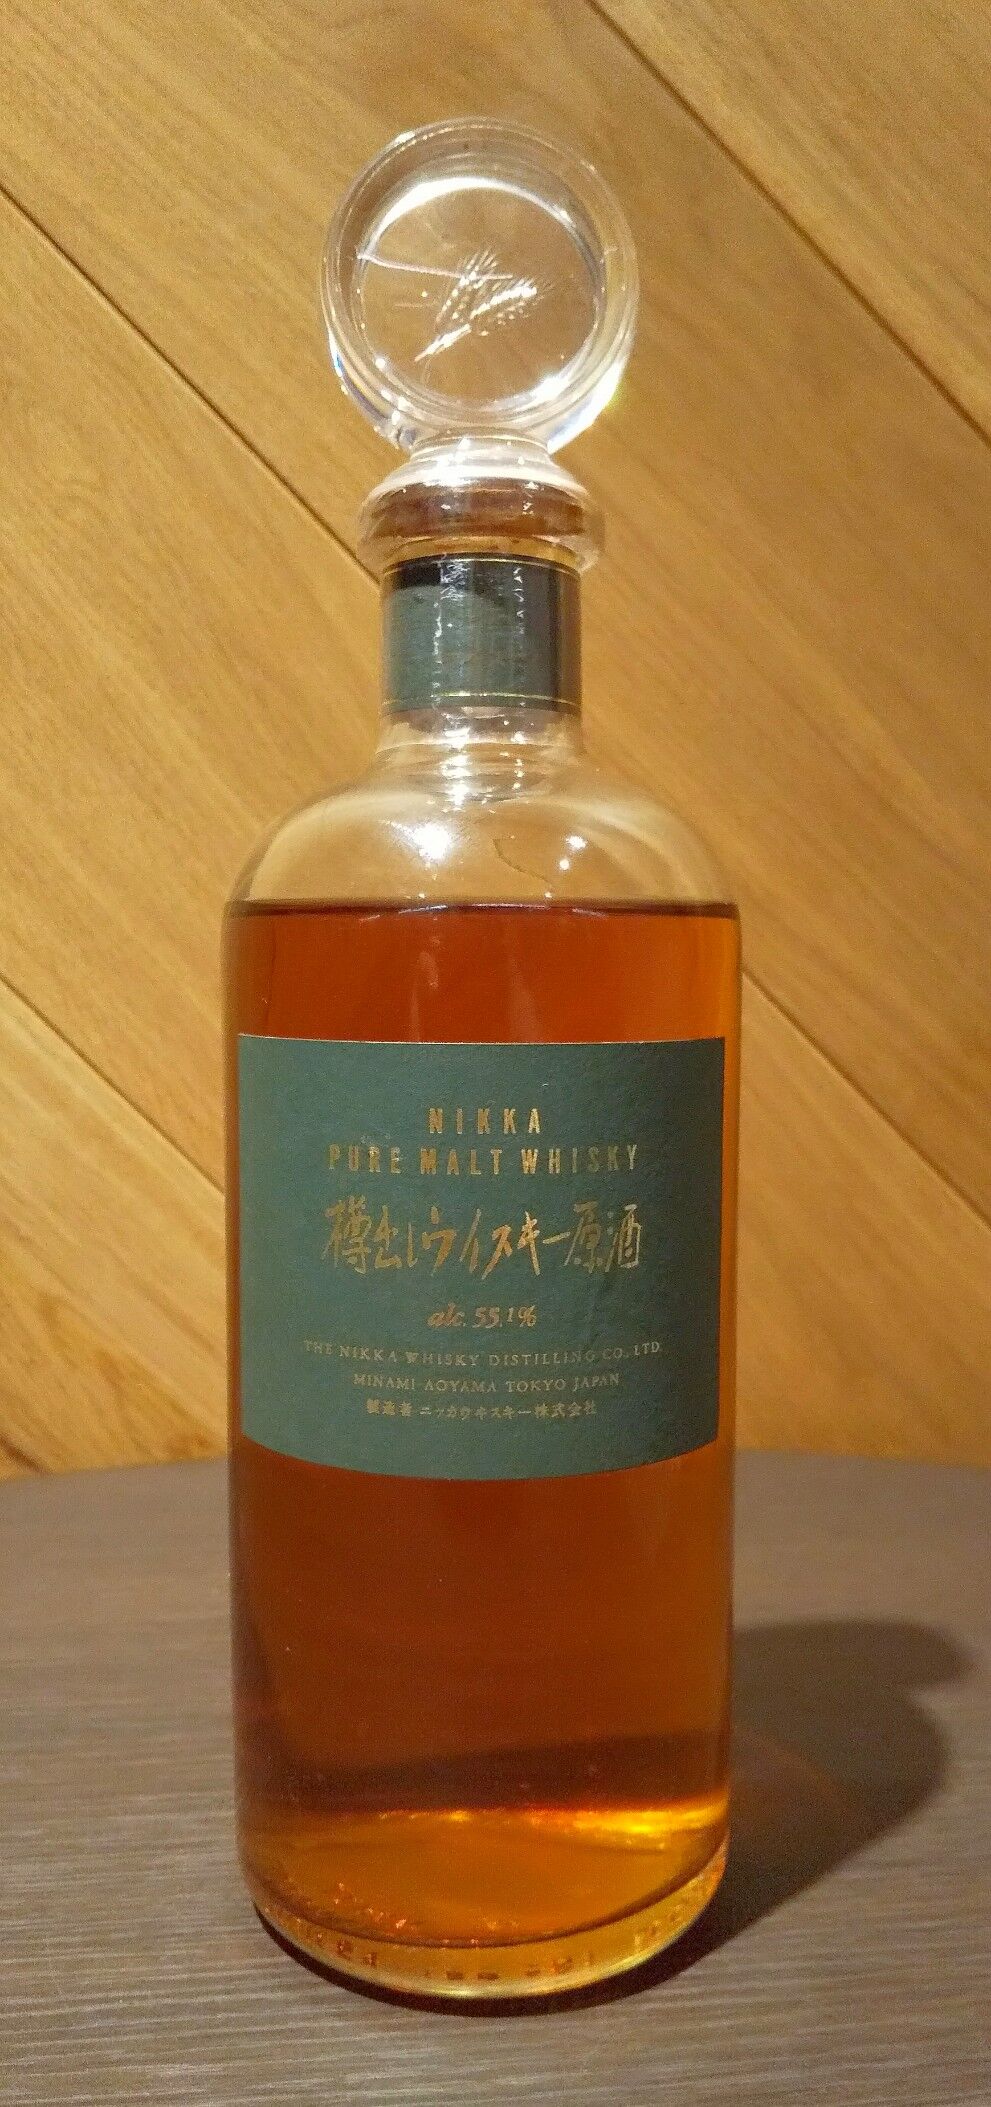 NIKKA
PURE MALT WHISKY
樽出しウイスキー原酒
alc. 55.1%
THE NIKKA WHISKY DISTILLING CO., LTD.
MINAMI AOYAMA TOKYO JAPAN
製造者 ニッカウヰスキー株式会社